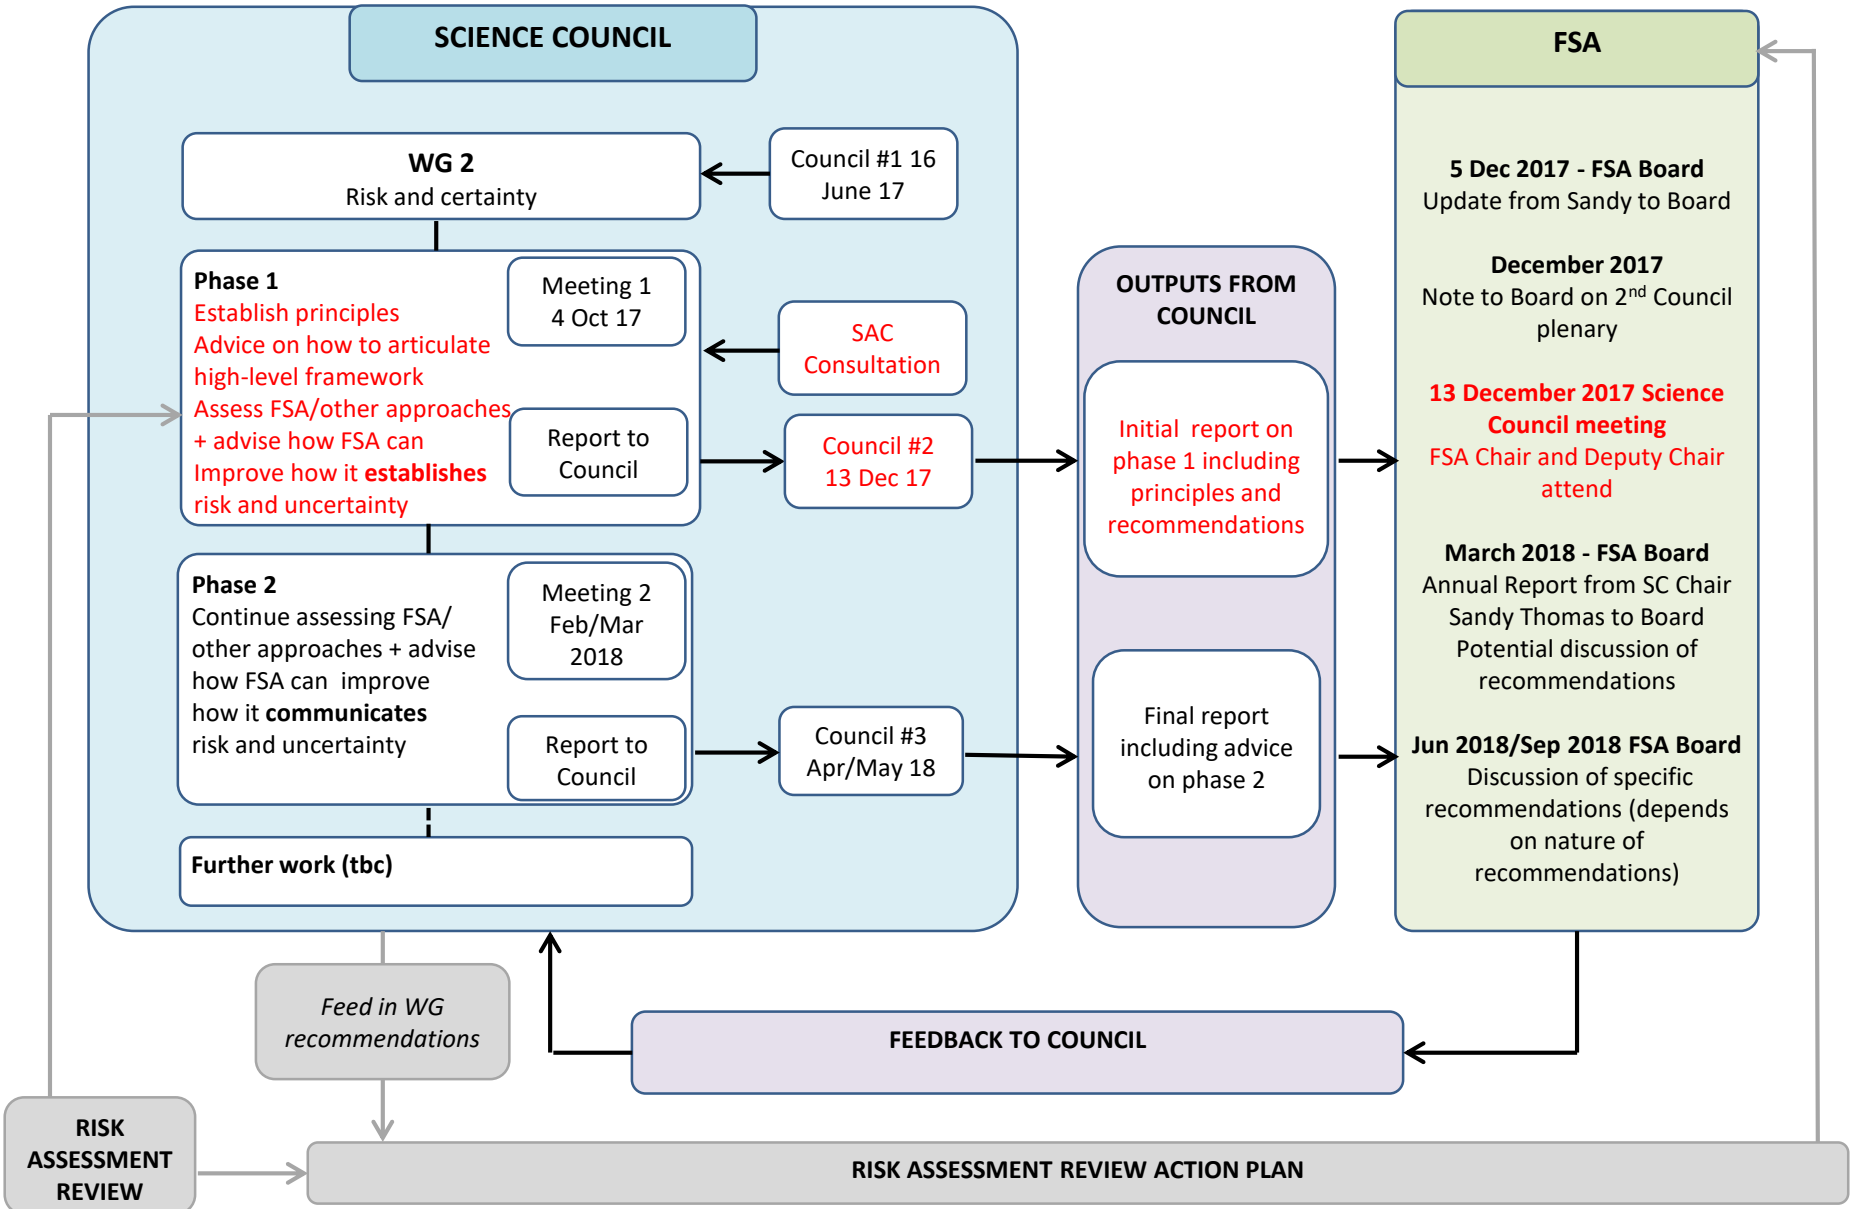 SCIENCE COUNCIL
WG 2
Risk and certainty
Council #1 16
June 17
Phase 1
Establish principles
Advice on how to articulate
high-level framework
Assess FSA/other approaches
+ advise how FSA can
Improve how it establishes
risk and uncertainty
Meeting 1
4 Oct 17
Report to
Council
SAC
Consultation
Council #2
13 Dec 17
Phase 2
Continue assessing FSA/
other approaches + advise
how FSA can  improve
how it communicates
risk and uncertainty
Meeting 2
Feb/Mar
2018
Report to
Council
Council #3
Apr/May 18
Further work (tbc)
OUTPUTS FROM
COUNCIL
Initial  report on
phase 1 including
principles and
recommendations
Final report
including advice
on phase 2
FSA
5 Dec 2017 - FSA Board
Update from Sandy to Board
December 2017
Note to Board on 2nd Council
plenary
13 December 2017 Science
Council meeting
FSA Chair and Deputy Chair
attend
March 2018 - FSA Board
Annual Report from SC Chair
Sandy Thomas to Board
Potential discussion of
recommendations
Jun 2018/Sep 2018 FSA Board
Discussion of specific
recommendations (depends
on nature of
recommendations)
Feed in WG
recommendations
FEEDBACK TO COUNCIL
RISK
ASSESSMENT
REVIEW
RISK ASSESSMENT REVIEW ACTION PLAN